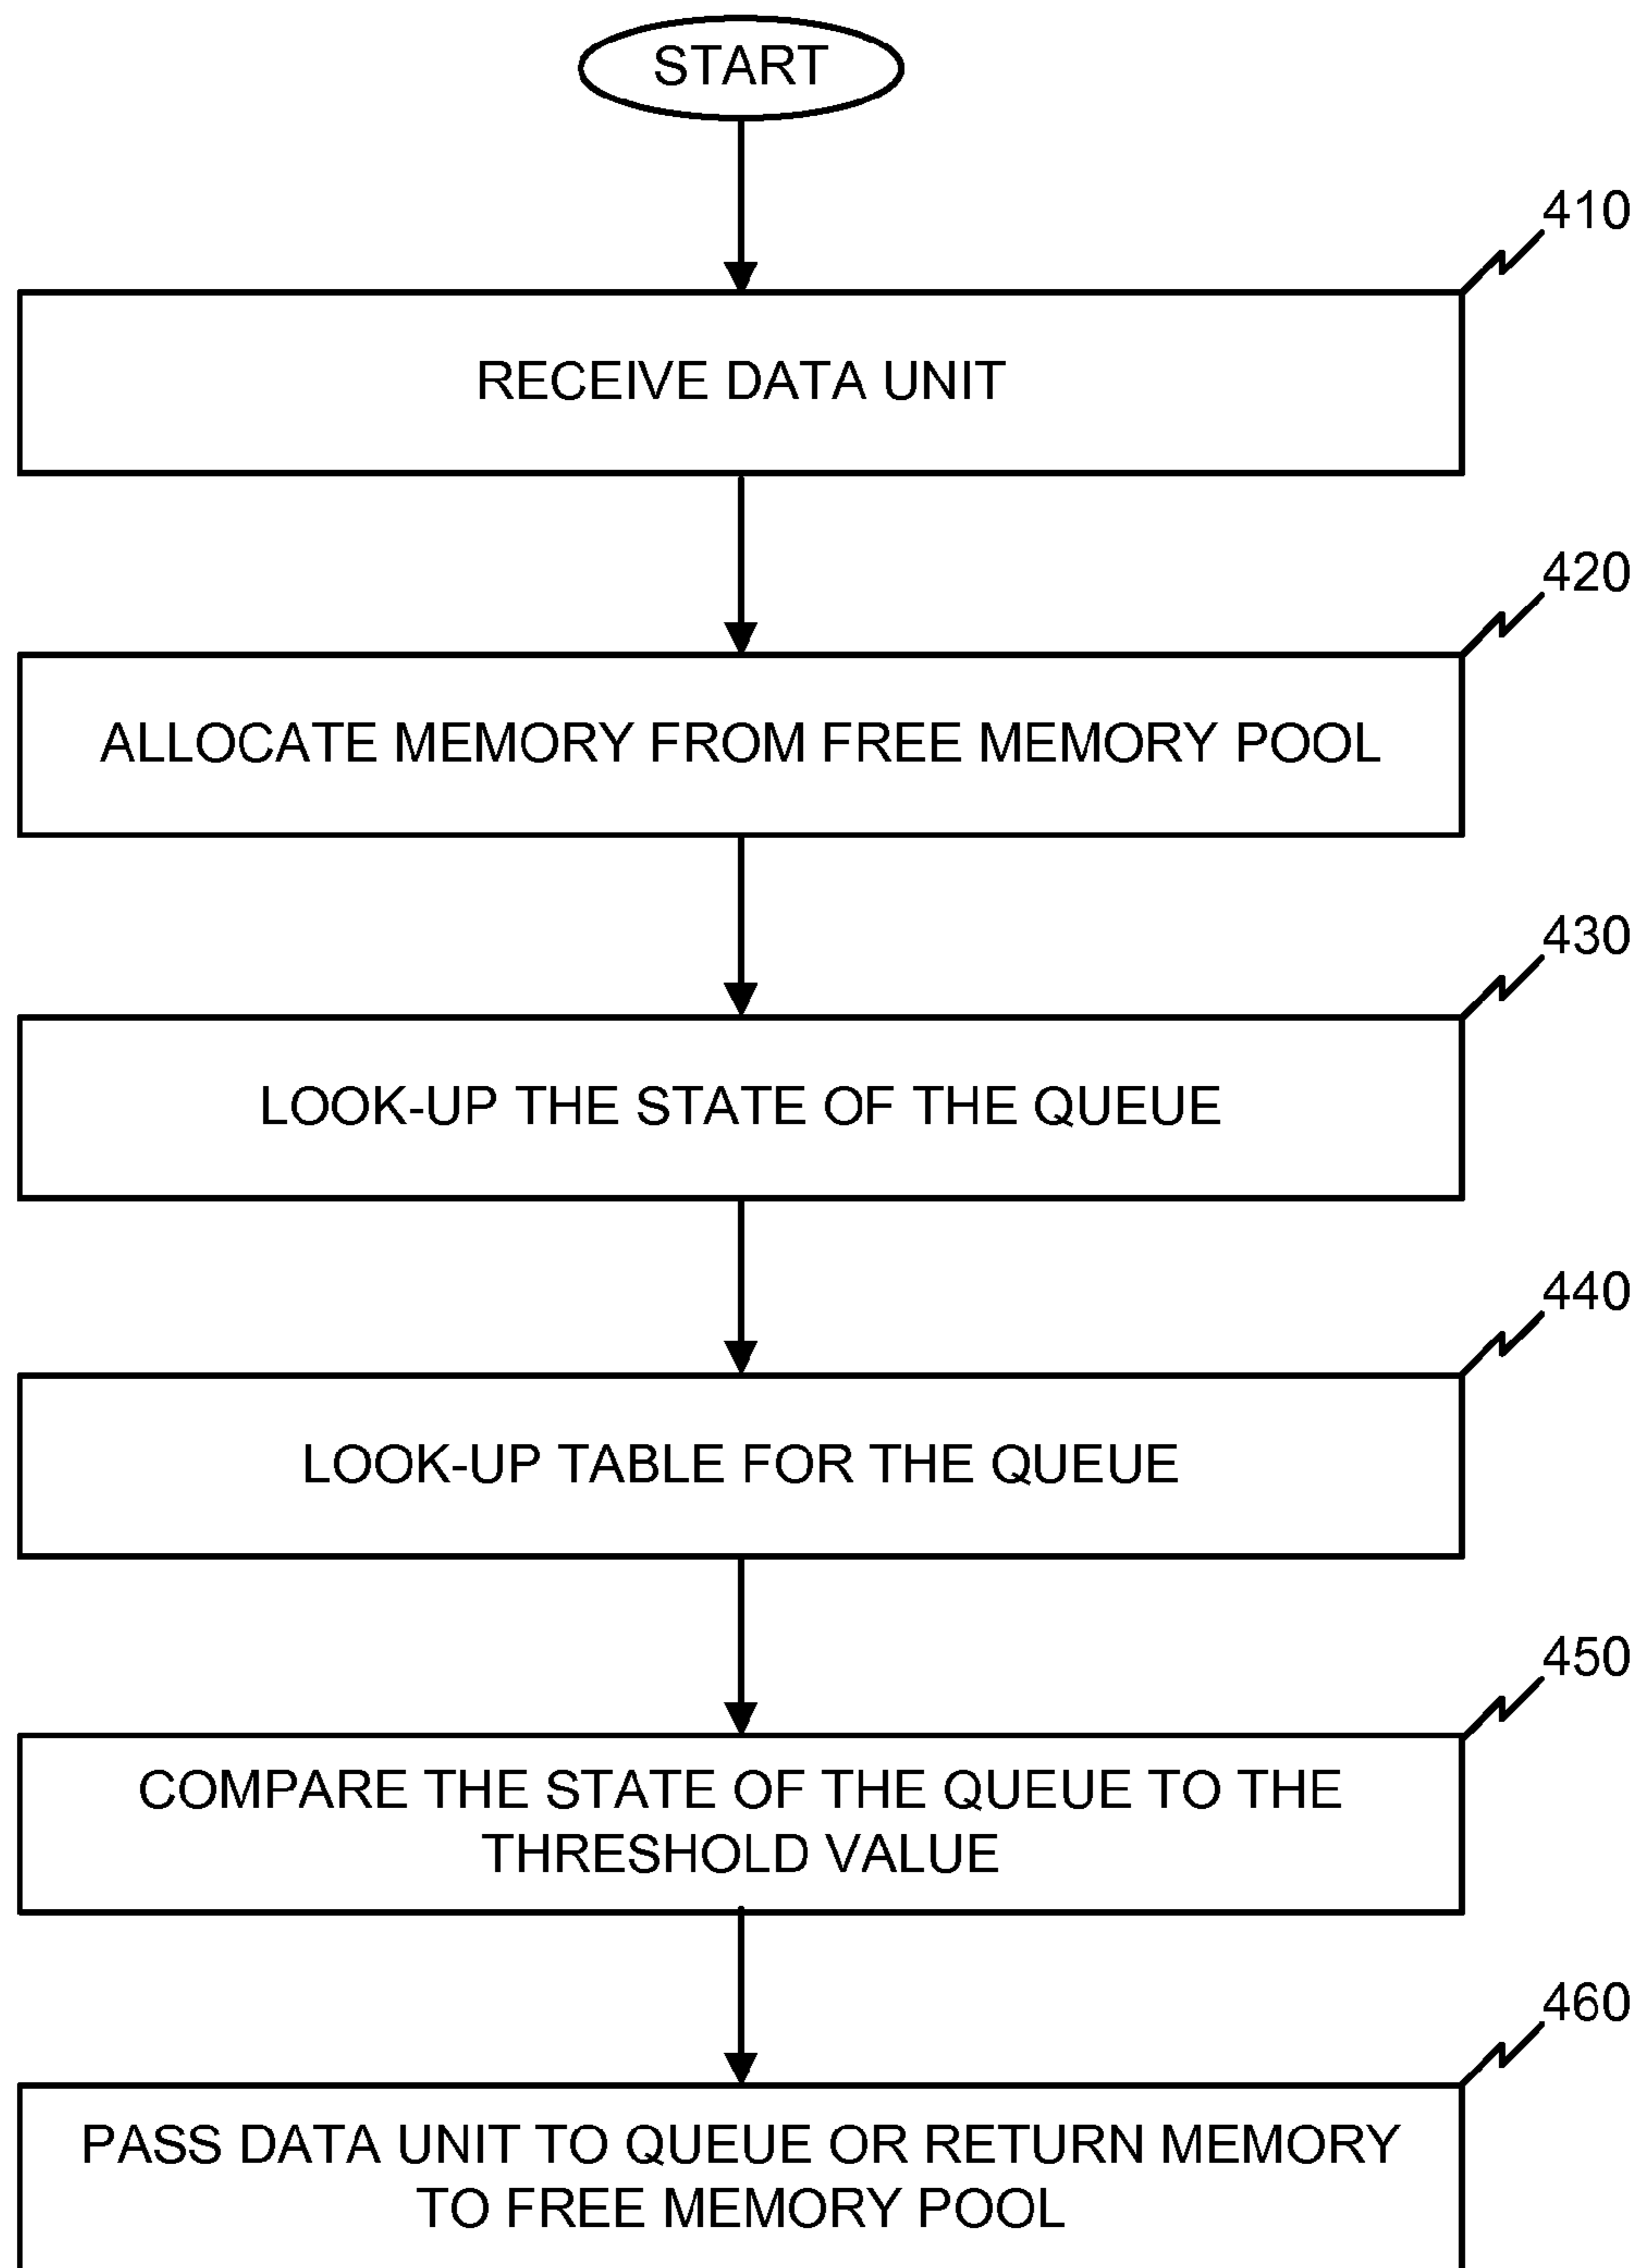 START
410
RECEIVE DATA UNIT
420
ALLOCATE MEMORY FROM FREE MEMORY POOL
430
LOOK-UP THE STATE OF THE QUEUE
440
LOOK-UP TABLE FOR THE QUEUE
450
COMPARE THE STATE OF THE QUEUE TO THE
THRESHOLD VALUE
460
PASS DATA UNIT TO QUEUE OR RETURN MEMORY
TO FREE MEMORY POOL